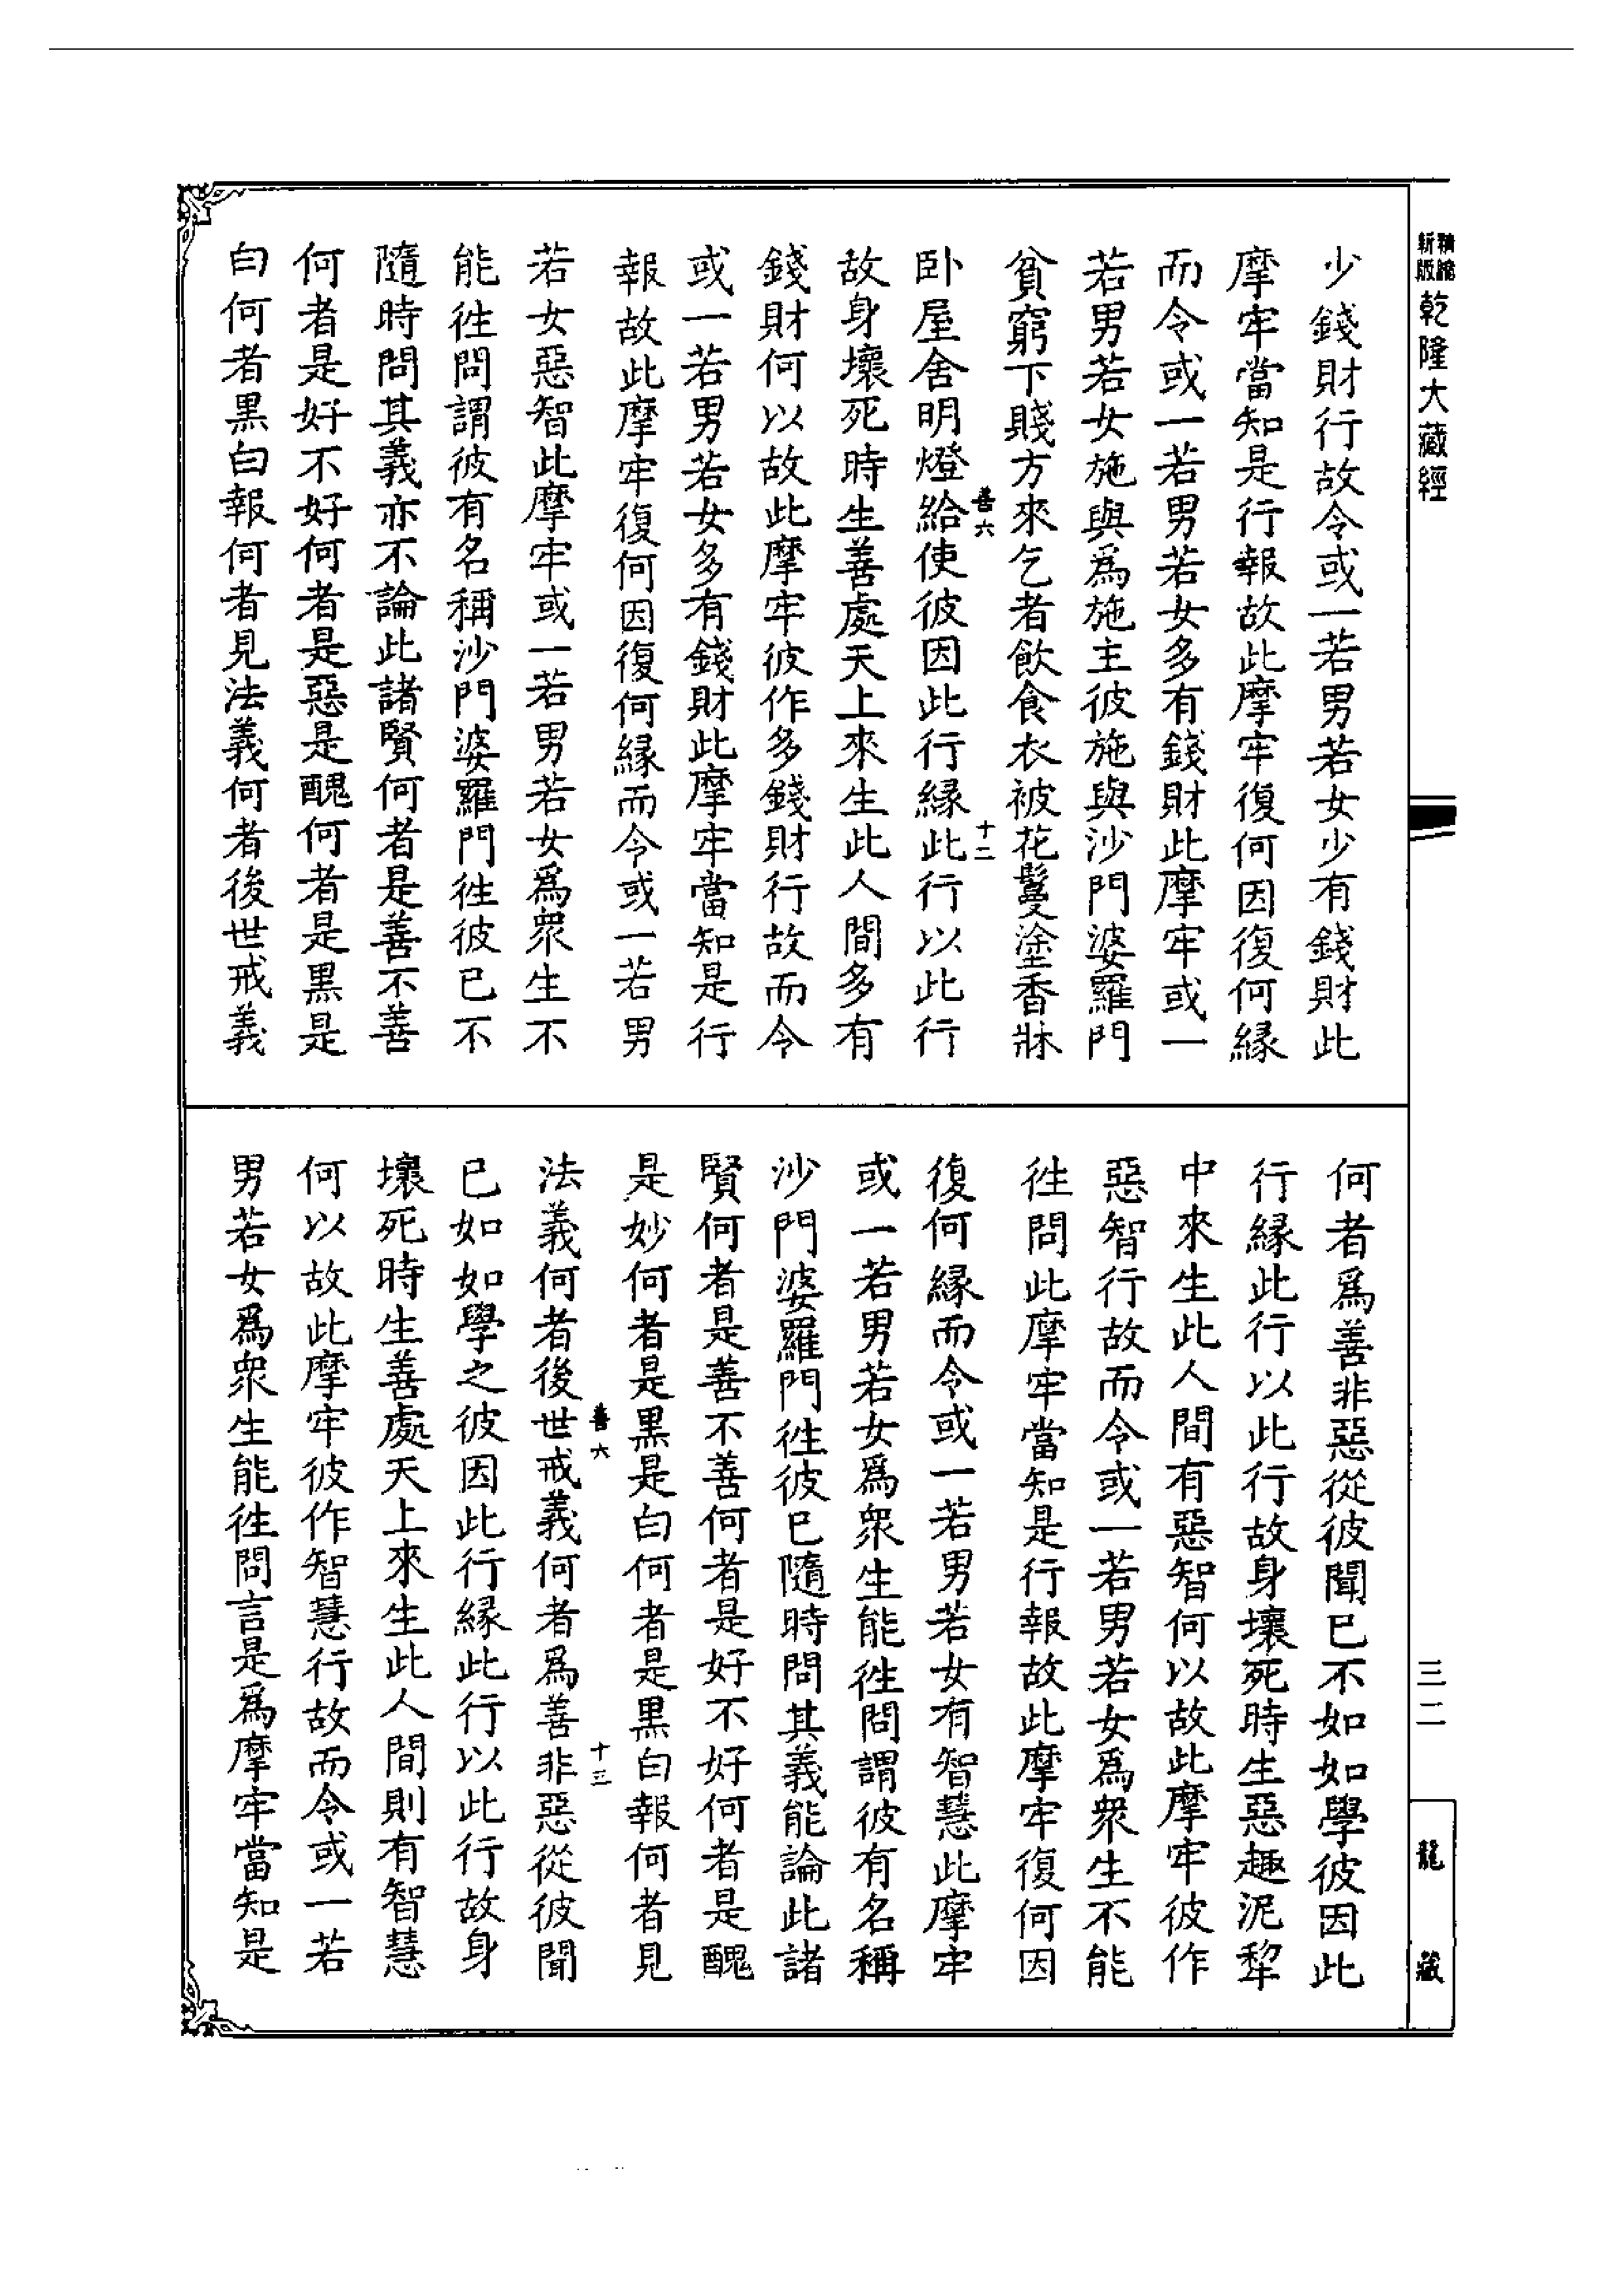 精縮
新版
乾隆大藏經
少錢財行故令或一若男若女少有錢財此
摩牢當知是行報故此摩牢復何因復何緣
而令或一若男若女多有錢財此摩牢或一
若男若女施與爲施主彼施與沙門婆羅門
貧窮下賤方來乞者飲食衣被花鬘塗香牀
卧屋舍明燈給使彼因此行緣此行以此行
善六
十二
故身壞死時生善處天上來生此人間多有
錢財何以故此摩牢彼作多錢財行故而令
或一若男若女多有錢財此摩牢當知是行
報故此摩牢復何因復何緣而令或一若男
若女惡智此摩牢或一若男若女爲衆生不
能徃問謂彼有名稱沙門婆羅門徃彼已不
隨時問其義亦不論此諸賢何者是善不善
何者是好不好何者是惡是醜何者是黑是
白何者黑白報何者見法義何者後世戒義
何者爲善非惡從彼聞已不如如學彼因此
行緣此行以此行故身壞死時生惡趣泥犂
中來生此人間有惡智何以故此摩牢彼作
惡智行故而令或一若男若女爲衆生不能
徃問此摩牢當知是行報故此摩牢復何因
復何緣而令或一若男若女有智慧此摩牢
或一若男若女爲衆生能徃問謂彼有名稱
沙門婆羅門徃彼已隨時問其義能論此諸
賢何者是善不善何者是好不好何者是醜
是妙何者是黑是白何者是黑白報何者見
善六
十三
法義何者後世戒義何者爲善非惡從彼聞
已如如學之彼因此行緣此行以此行故身
壞死時生善處天上來生此人間則有智慧
何以故此摩牢彼作智慧行故而令或一若
男若女爲衆生能徃問言是爲摩牢當知是
三二
龍藏